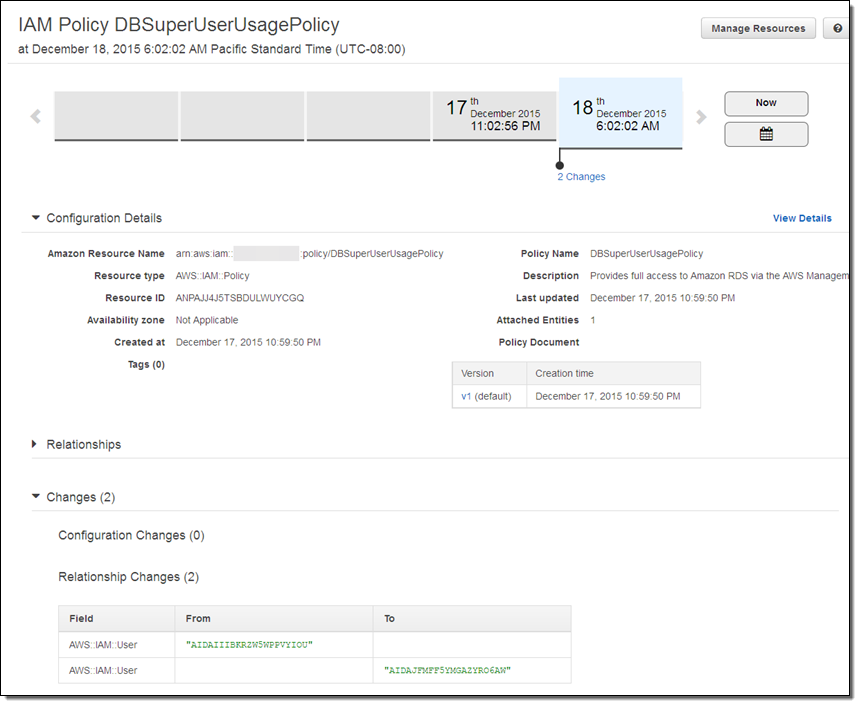 IAM Policy DBSuperUserUsagePolicy
Manage Resources
?
at December 18, 2015 6:02:02 AM Pacific Standard Time (UTC-08:00)
17th December 2015 11:02:56 PM
18th December 2015 6:02:02 AM
Now
2 Changes
Configuration Details
View Details
Amazon Resource Name arn:aws:iam:: :policy/DBSuperUserUsagePolicy
Resource type AWS::IAM::Policy
Resource ID ANPAJJ4J5TSBDULWUYCGQ
Availability zone Not Applicable
Created at December 17, 2015 10:59:50 PM
Tags (0)
Policy Name DBSuperUserUsagePolicy
Description Provides full access to Amazon RDS via the AWS Managem
Last updated December 17, 2015 10:59:50 PM
Attached Entities 1
Policy Document
Version Creation time
v1 (default) December 17, 2015 10:59:50 PM
Relationships
Changes (2)
Configuration Changes (0)
Relationship Changes (2)
Field From To
AWS::IAM::User "AIDAIIIBKRZW5WPPVYIOU"
AWS::IAM::User "AIDAJFMFF5YMGAZYRO6AW"